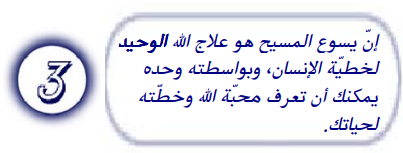 إنّ يسوع المسيح هو علاج الله الوحيد
لخطيّة الإنسان، وبواسطته وحده
يمكنك أن تعرف محبّة الله وخطّته
لحياتك.
3